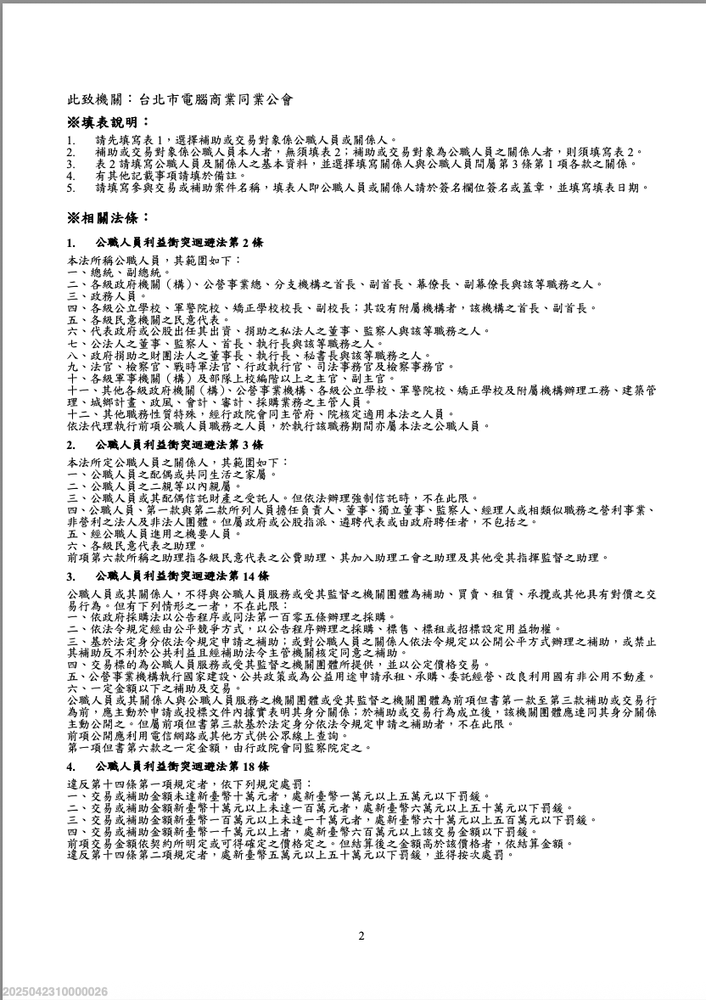 此致機關：台北市電腦商業同業公會
※填表說明：
1. 請先填寫表 1，選擇補助或交易對象係公職人員或關係人。
2. 補助或交易對象係公職人員本人者，無須填表 2；補助或交易對象為公職人員之關係人者，則須填寫表 2。
3. 表 2 請填寫公職人員及關係人之基本資料，並選擇填寫關係人與公職人員間屬第 3 條第 1 項各款之關係。
4. 有其他記載事項請填於備註。
5. 請填寫參與交易或補助案件名稱，填表人即公職人員或關係人請於簽名欄位簽名或蓋章，並填寫填表日期。
※相關法條：
1. 公職人員利益衝突迴避法第 2 條
本法所稱公職人員，其範圍如下：
一、總統、副總統。
二、各級政府機關（構）、公營事業總、分支機構之首長、副首長、幕僚長、副幕僚長與該等職務之人。
三、政務人員。
四、各級公立學校、軍警院校、矯正學校校長、副校長；其設有附屬機構者，該機構之首長、副首長。
五、各級民意機關之民意代表。
六、代表政府或公股出任其出資、捐助之私法人之董事、監察人與該等職務之人。
七、公法人之董事、監察人、首長、執行長與該等職務之人。
八、政府捐助之財團法人之董事長、執行長、秘書長與該等職務之人。
九、法官、檢察官、戰時軍法官、行政執行官、司法事務官及檢察事務官。
十、各級軍事機關（構）及部隊上校編階以上之主官、副主官。
十一、其他各級政府機關（構）、公營事業機構、各級公立學校、軍警院校、矯正學校及附屬機構辦理工務、建築管
理、城鄉計畫、政風、會計、審計、採購業務之主管人員。
十二、其他職務性質特殊，經行政院會同主管府、院核定適用本法之人員。
依法代理執行前項公職人員職務之人員，於執行該職務期間亦屬本法之公職人員。
2. 公職人員利益衝突迴避法第 3 條
本法所定公職人員之關係人，其範圍如下：
一、公職人員之配偶或共同生活之家屬。
二、公職人員之二親等以內親屬。
三、公職人員或其配偶信託財產之受託人。但依法辦理強制信託時，不在此限。
四、公職人員、第一款與第二款所列人員擔任負責人、董事、獨立董事、監察人、經理人或相類似職務之營利事業、
非營利之法人及非法人團體。但屬政府或公股指派、遴聘代表或由政府聘任者，不包括之。
五、經公職人員進用之機要人員。
六、各級民意代表之助理。
前項第六款所稱之助理指各級民意代表之公費助理、其加入助理工會之助理及其他受其指揮監督之助理。
3. 公職人員利益衝突迴避法第 14 條
公職人員或其關係人，不得與公職人員服務或受其監督之機關團體為補助、買賣、租賃、承攬或其他具有對價之交
易行為。但有下列情形之一者，不在此限：
一、依政府採購法以公告程序或同法第一百零五條辦理之採購。
二、依法令規定經由公平競爭方式，以公告程序辦理之採購、標售、標租或招標設定用益物權。
三、基於法定身分依法令規定申請之補助；或對公職人員之關係人依法令規定以公開公平方式辦理之補助，或禁止
其補助反不利於公共利益且經補助法令主管機關核定同意之補助。
四、交易標的為公職人員服務或受其監督之機關團體所提供，並以公定價格交易。
五、公營事業機構執行國家建設、公共政策或為公益用途申請承租、承購、委託經營、改良利用國有非公用不動產。
六、一定金額以下之補助及交易。
公職人員或其關係人與公職人員服務之機關團體或受其監督之機關團體為前項但書第一款至第三款補助或交易行
為前，應主動於申請或投標文件內據實表明其身分關係；於補助或交易行為成立後，該機關團體應連同其身分關係
主動公開之。但屬前項但書第三款基於法定身分依法令規定申請之補助者，不在此限。
前項公開應利用電信網路或其他方式供公眾線上查詢。
第一項但書第六款之一定金額，由行政院會同監察院定之。
4. 公職人員利益衝突迴避法第 18 條
違反第十四條第一項規定者，依下列規定處罰：
一、交易或補助金額未達新臺幣十萬元者，處新臺幣一萬元以上五萬元以下罰鍰。
二、交易或補助金額新臺幣十萬元以上未達一百萬元者，處新臺幣六萬元以上五十萬元以下罰鍰。
三、交易或補助金額新臺幣一百萬元以上未達一千萬元者，處新臺幣六十萬元以上五百萬元以下罰鍰。
四、交易或補助金額新臺幣一千萬元以上者，處新臺幣六百萬元以上該交易金額以下罰鍰。
前項交易金額依契約所明定或可得確定之價格定之。但結算後之金額高於該價格者，依結算金額。
違反第十四條第二項規定者，處新臺幣五萬元以上五十萬元以下罰鍰，並得按次處罰。
2
2025042310000026